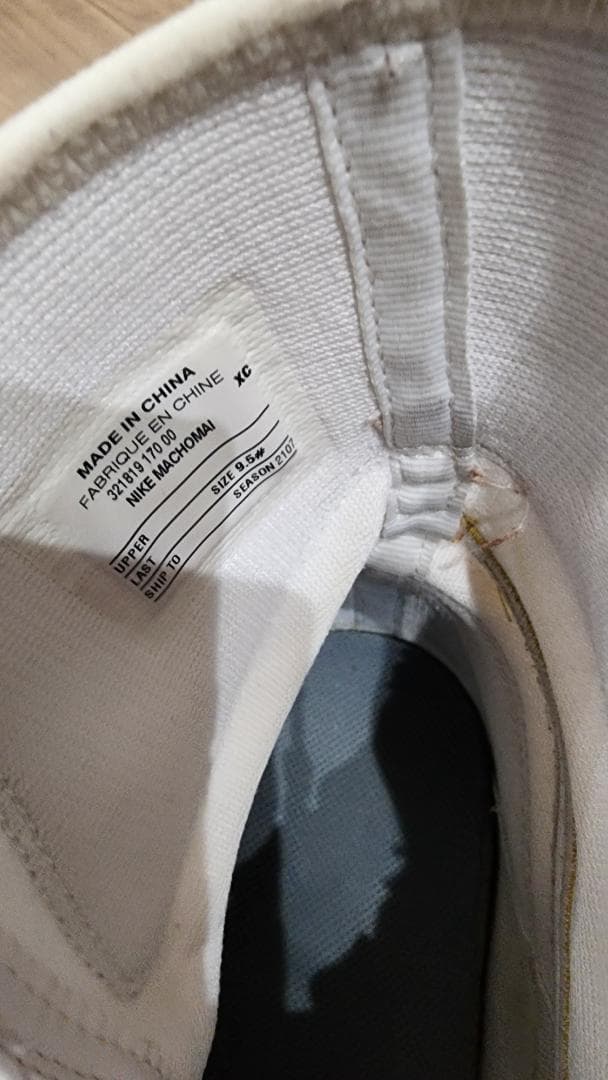 MADE IN CHINA
FABRIQUE EN CHINE
321819 170 00 XC
NIKE MACHOMAI
UPPER
LAST SIZE 9.5#
SHIP TO SEASON 2107